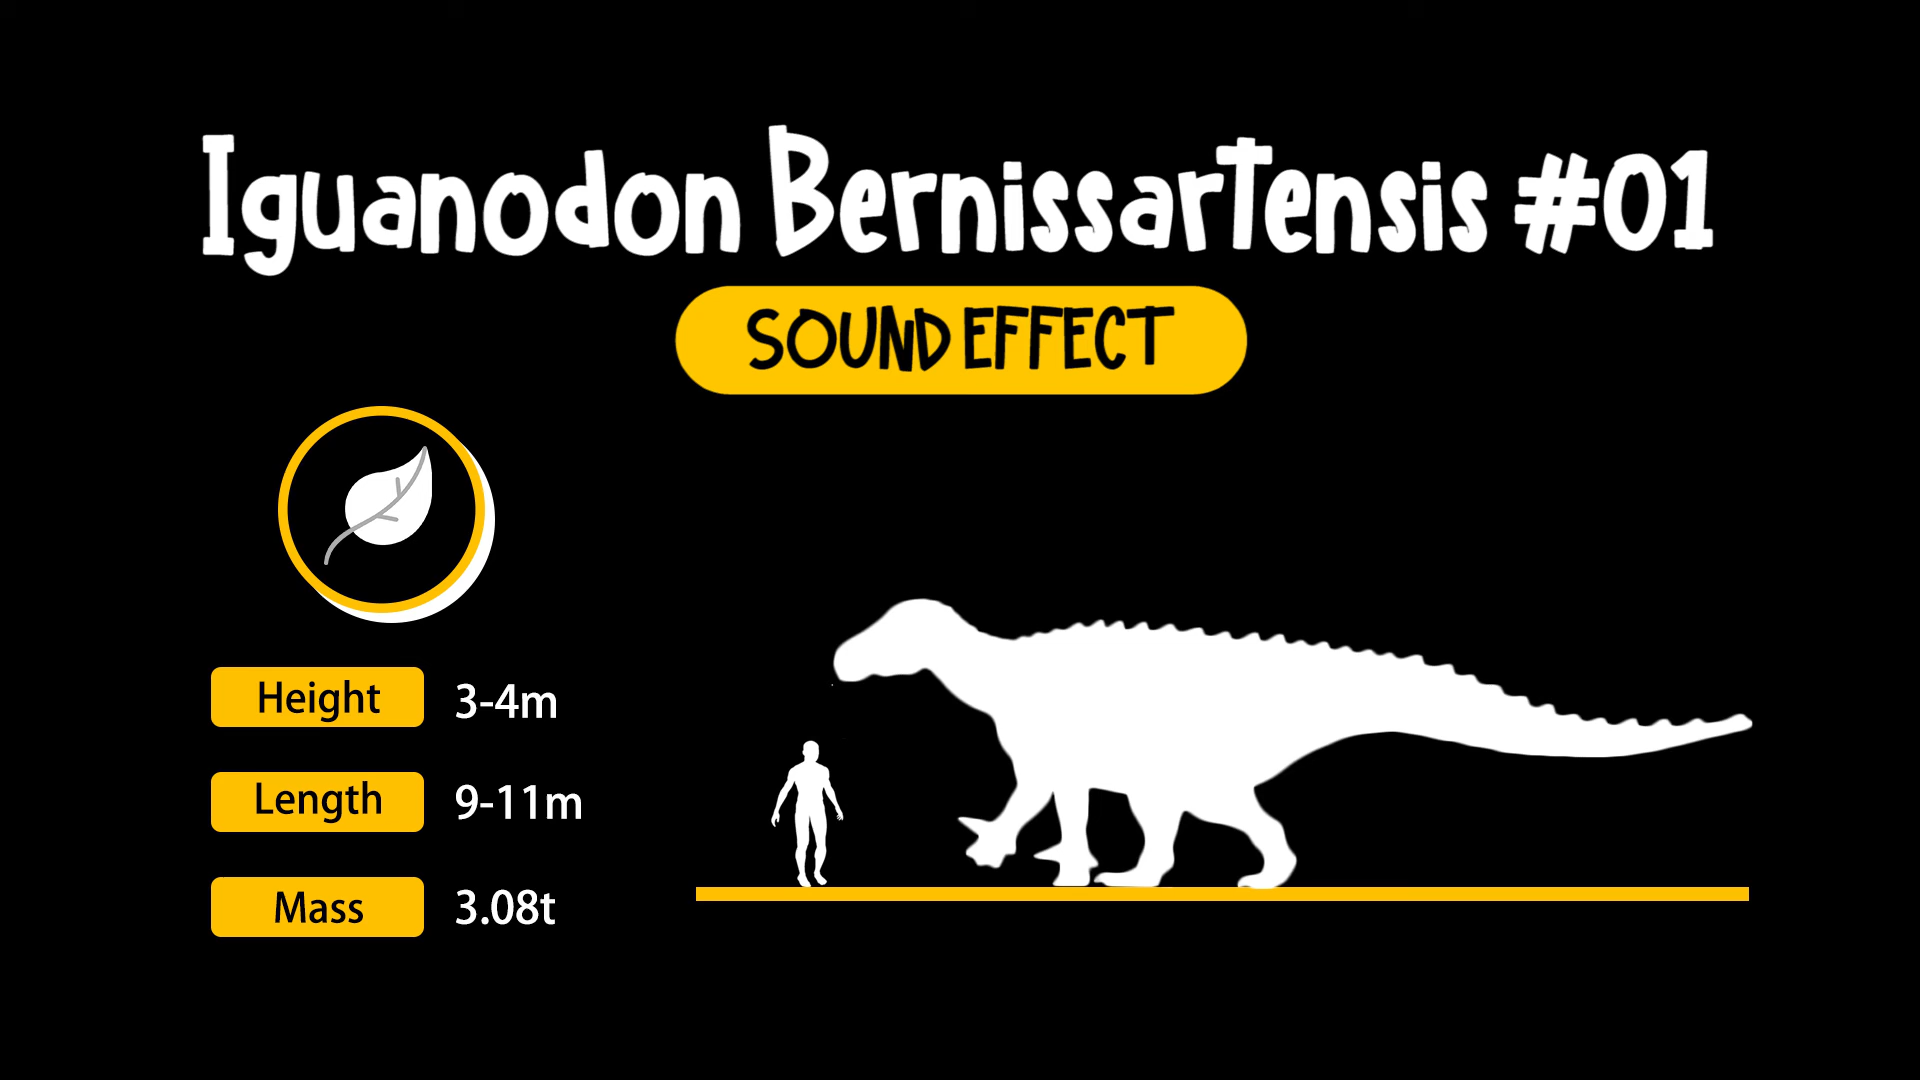 Iguanodon Bernissartensis #01
SOUND EFFECT
Height 3-4m
Length 9-11m
Mass 3.08t